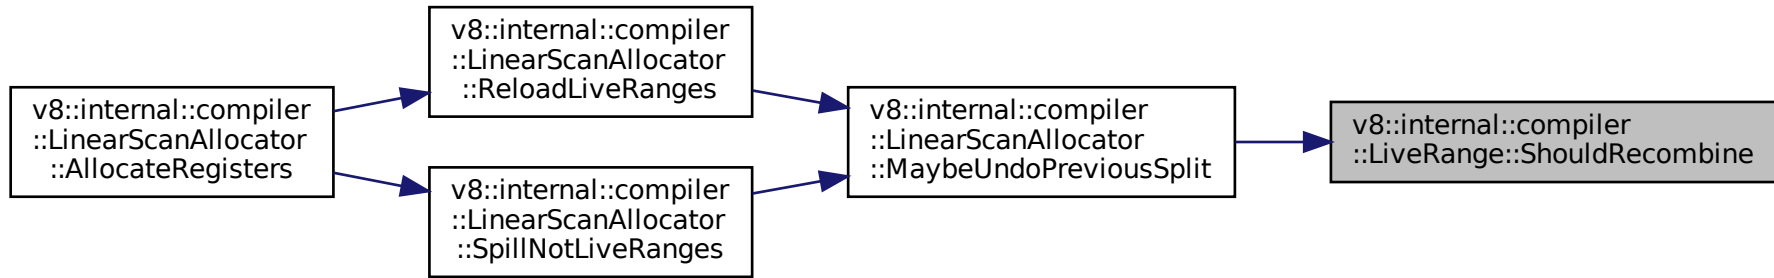 v8::internal::compiler
::LinearScanAllocator
::AllocateRegisters
v8::internal::compiler
::LinearScanAllocator
::ReloadLiveRanges
v8::internal::compiler
::LinearScanAllocator
::SpillNotLiveRanges
v8::internal::compiler
::LinearScanAllocator
::MaybeUndoPreviousSplit
v8::internal::compiler
::LiveRange::ShouldRecombine